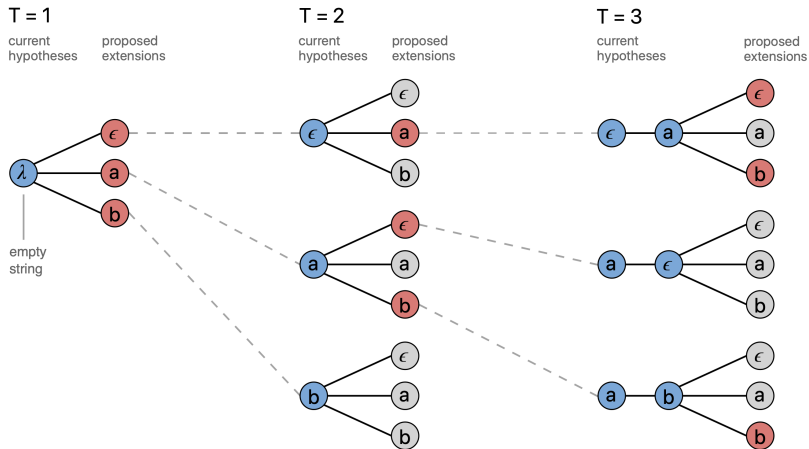 T = 1
T = 2
T = 3
current hypotheses
proposed extensions
current hypotheses
proposed extensions
current hypotheses
proposed extensions
λ
ϵ
a
b
empty string
ϵ
ϵ
a
b
a
ϵ
a
b
b
ϵ
a
b
ϵ
a
ϵ
a
b
a
ϵ
ϵ
a
b
a
b
ϵ
a
b